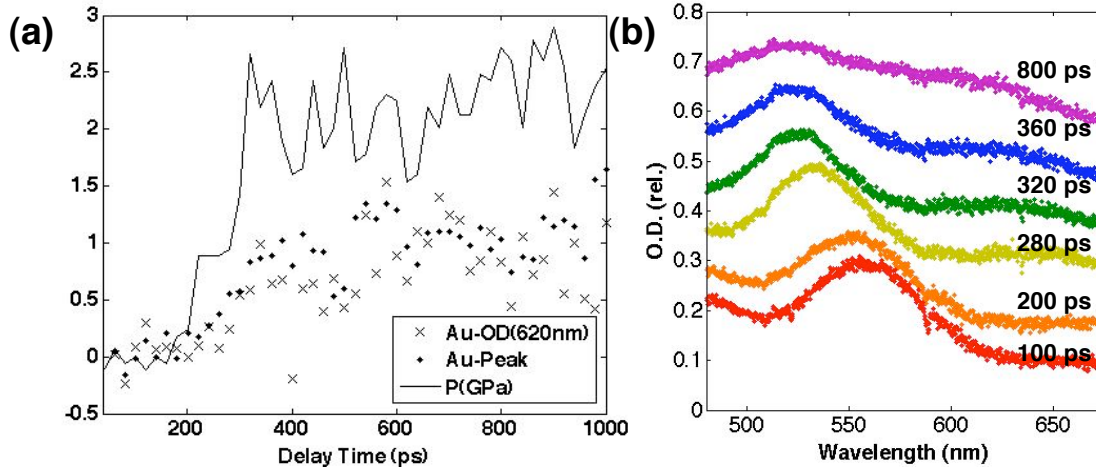 (a)
3
2.5
2
1.5
1
0.5
0
-0.5
200
400
600
800
1000
Delay Time (ps)
Au-OD(620nm)
Au-Peak
P(GPa)
(b)
0.8
0.7
0.6
0.5
0.4
0.3
0.2
0.1
0
O.D. (rel.)
500
550
600
650
Wavelength (nm)
800 ps
360 ps
320 ps
280 ps
200 ps
100 ps